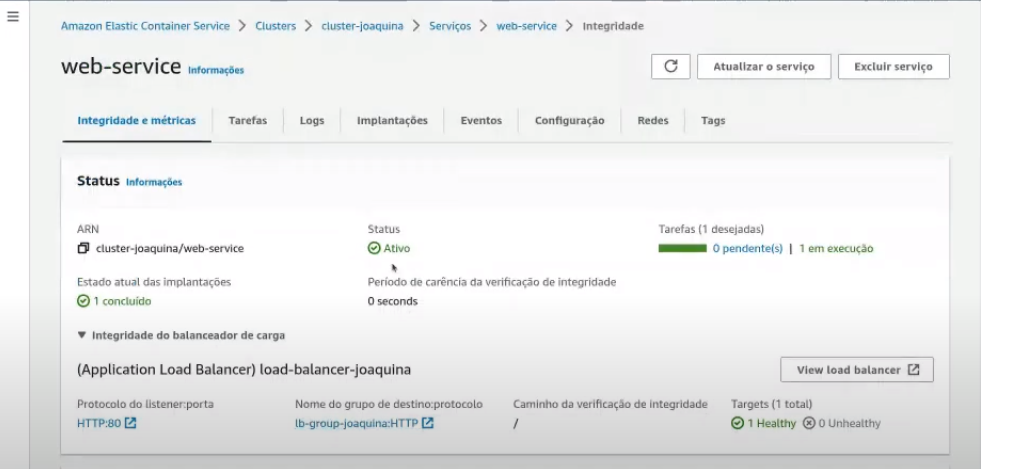 Amazon Elastic Container Service > Clusters > cluster-joaquina > Serviços > web-service > Integridade
web-service Informações
Atualizar o serviço
Excluir serviço
Integridade e métricas
Tarefas
Logs
Implantações
Eventos
Configuração
Redes
Tags
Status Informações
ARN
cluster-joaquina/web-service
Status
Ativo
Tarefas (1 desejadas)
0 pendente(s) | 1 em execução
Estado atual das implantações
1 concluído
Período de carência da verificação de integridade
0 seconds
Integridade do balanceador de carga
(Application Load Balancer) load-balancer-joaquina
View load balancer
Protocolo do listener:porta
HTTP:80
Nome do grupo de destino:protocolo
lb-group-joaquina:HTTP
Caminho da verificação de integridade
/
Targets (1 total)
1 Healthy 0 Unhealthy